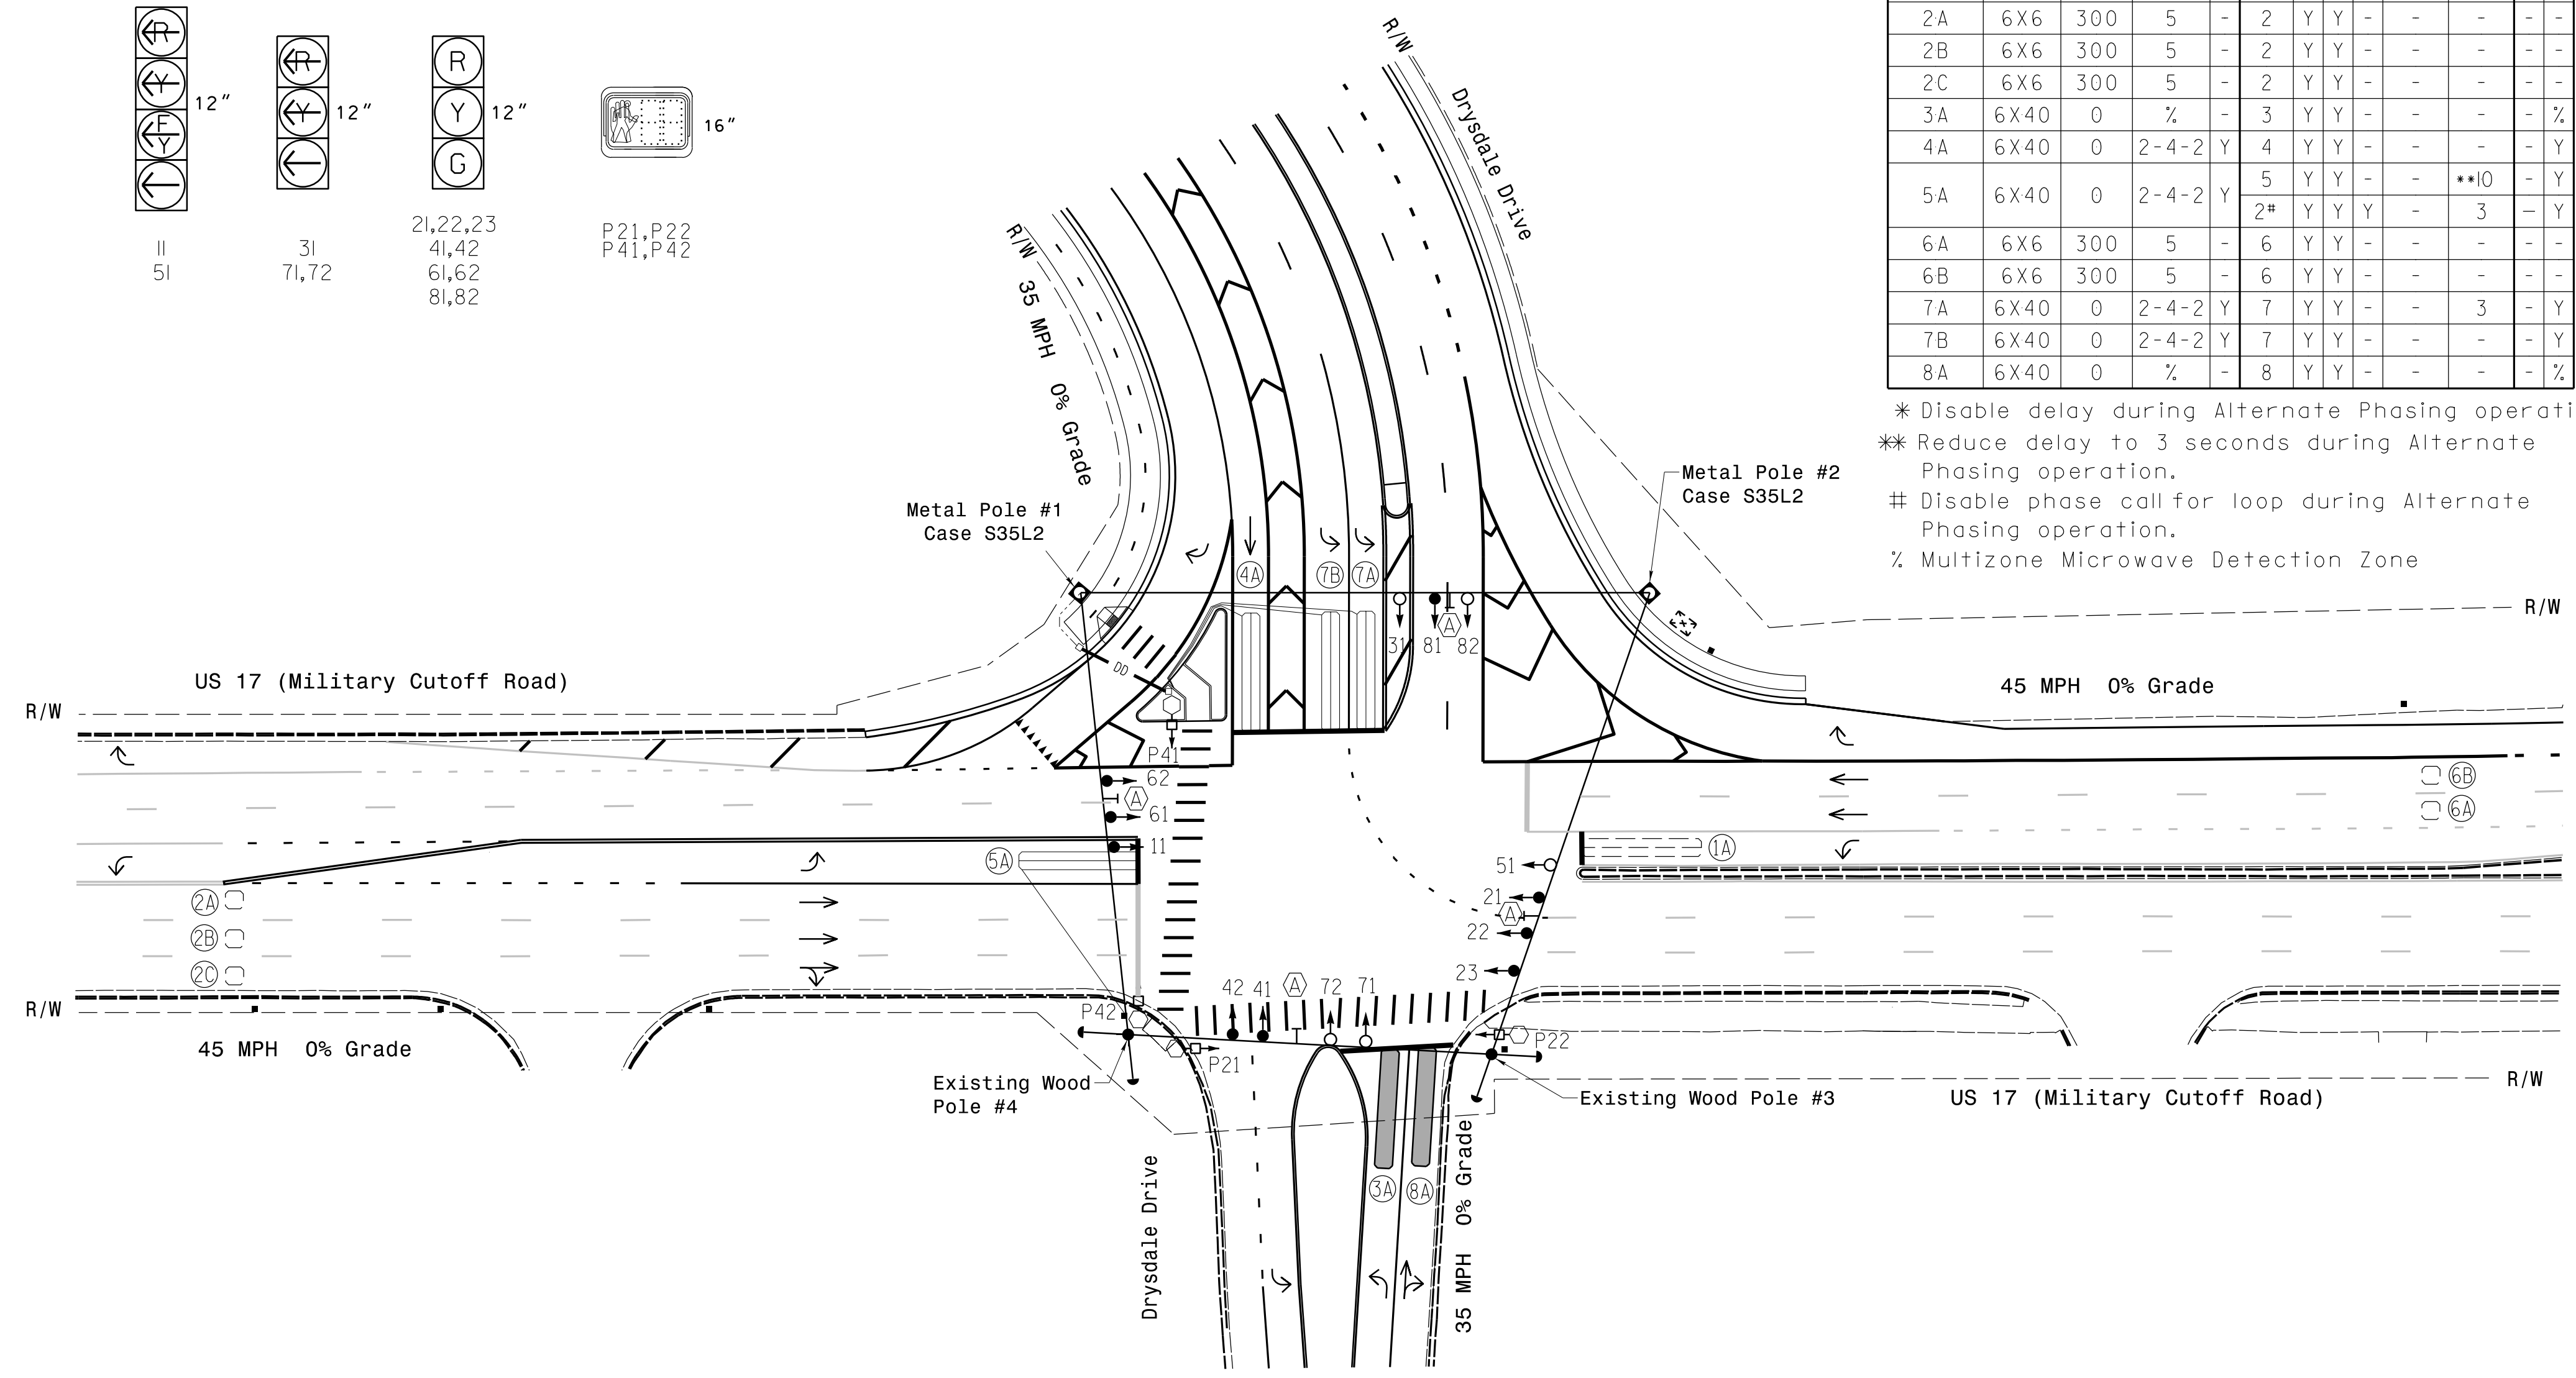 R
Y
F
Y
12"
11
51
R
Y
12"
31
71,72
R
Y
G
12"
21,22,23
41,42
61,62
81,82
16"
P21,P22
P41,P42
2A 6X6 300 5 - 2 Y Y - - - - -
2B 6X6 300 5 - 2 Y Y - - - - -
2C 6X6 300 5 - 2 Y Y - - - - -
3A 6X40 0 % - 3 Y Y - - - - %
4A 6X40 0 2-4-2 Y 4 Y Y - - - - Y
5A 6X40 0 2-4-2 Y 5 Y Y - - **10 - Y
2# Y Y Y - 3 - Y
6A 6X6 300 5 - 6 Y Y - - - - -
6B 6X6 300 5 - 6 Y Y - - - - -
7A 6X40 0 2-4-2 Y 7 Y Y - - 3 - Y
7B 6X40 0 2-4-2 Y 7 Y Y - - - - Y
8A 6X40 0 % - 8 Y Y - - - - %
* Disable delay during Alternate Phasing operati
** Reduce delay to 3 seconds during Alternate
Phasing operation.
# Disable phase call for loop during Alternate
Phasing operation.
% Multizone Microwave Detection Zone
R/W
Drysdale Drive
R/W
35 MPH 0% Grade
Metal Pole #1
Case S35L2
Metal Pole #2
Case S35L2
4A
7B
7A
31
81
A
82
DD
R/W
US 17 (Military Cutoff Road)
45 MPH 0% Grade
R/W
P41
62
A
61
11
5A
6B
6A
1A
51
21
A
22
23
2A
2B
2C
R/W
45 MPH 0% Grade
42
41
A
72
71
P42
P21
P22
Existing Wood
Pole #4
Existing Wood Pole #3
R/W
US 17 (Military Cutoff Road)
3A
8A
Drysdale Drive
35 MPH 0% Grade